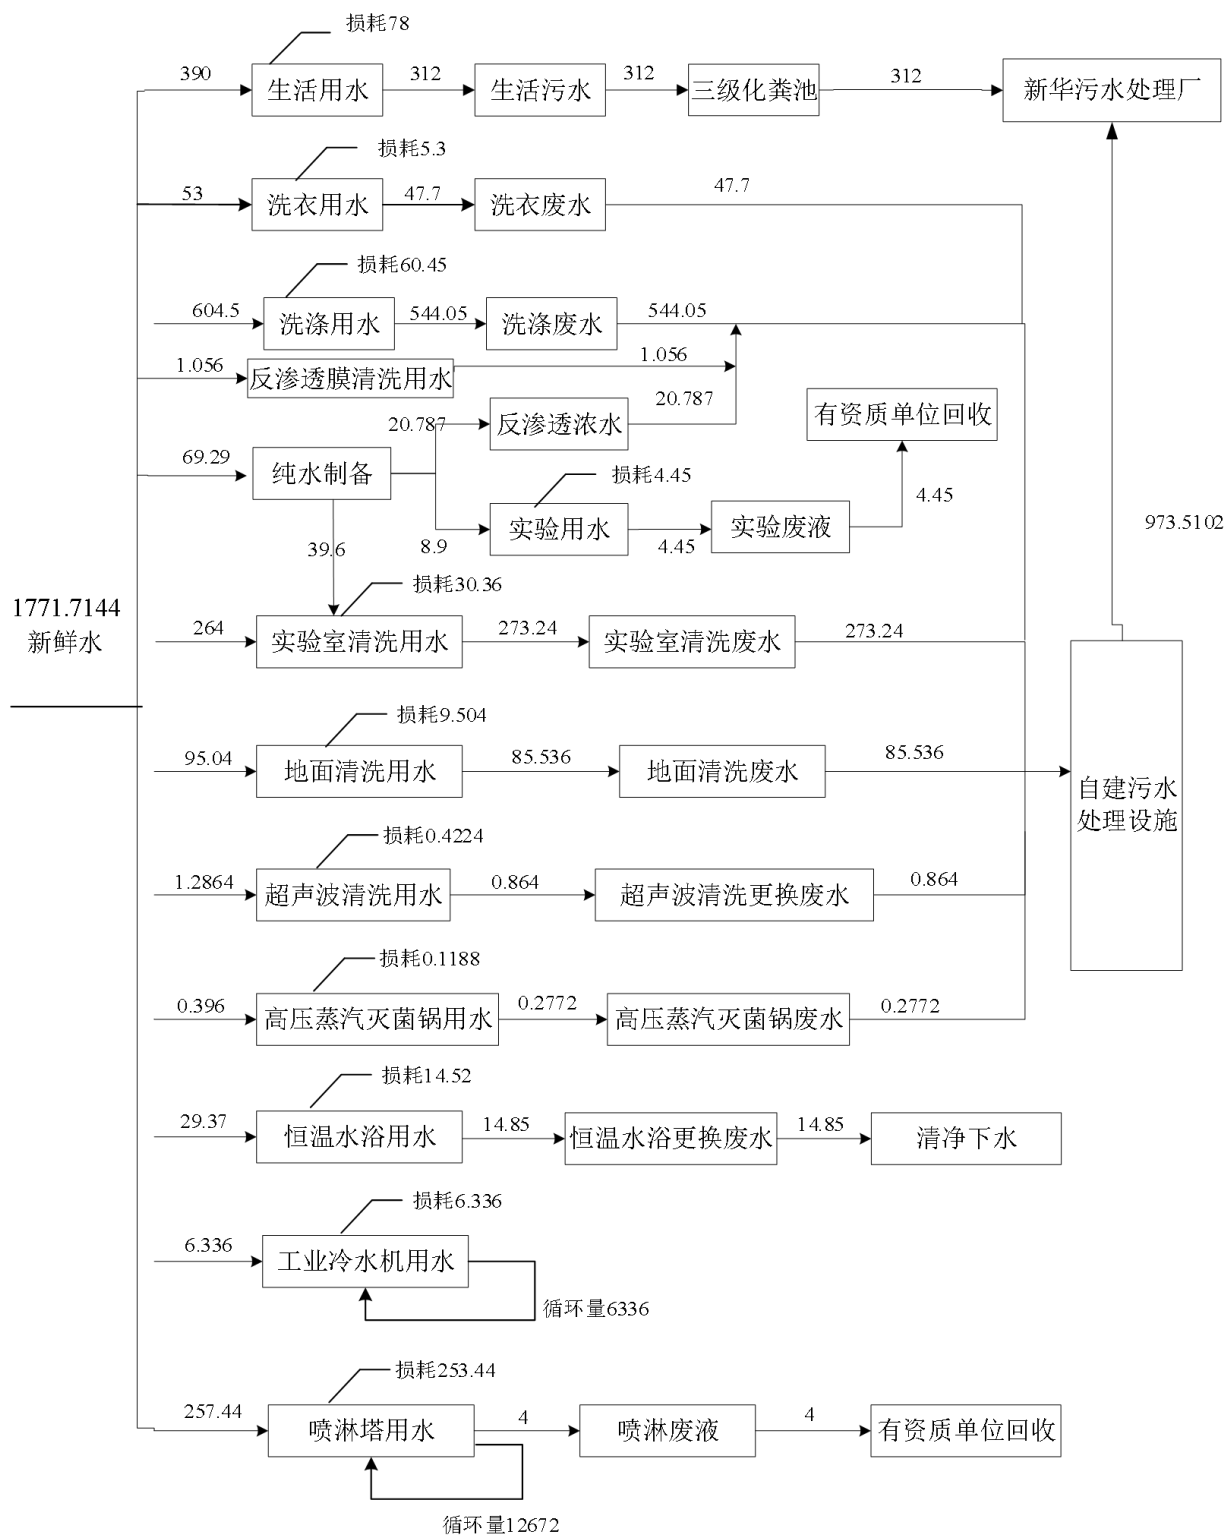 损耗78
390
生活用水
312
生活污水
312
三级化粪池
312
新华污水处理厂
损耗5.3
53
洗衣用水
47.7
洗衣废水
47.7
损耗60.45
604.5
洗涤用水
544.05
洗涤废水
544.05
1.056
反渗透膜清洗用水
1.056
20.787
反渗透浓水
20.787
有资质单位回收
69.29
纯水制备
损耗4.45
8.9
实验用水
4.45
实验废液
4.45
973.5102
39.6
损耗30.36
1771.7144
新鲜水
264
实验室清洗用水
273.24
实验室清洗废水
273.24
损耗9.504
95.04
地面清洗用水
85.536
地面清洗废水
85.536
自建污水
处理设施
损耗0.4224
1.2864
超声波清洗用水
0.864
超声波清洗更换废水
0.864
损耗0.1188
0.396
高压蒸汽灭菌锅用水
0.2772
高压蒸汽灭菌锅废水
0.2772
损耗14.52
29.37
恒温水浴用水
14.85
恒温水浴更换废水
14.85
清净下水
损耗6.336
6.336
工业冷水机用水
循环量6336
损耗253.44
257.44
喷淋塔用水
4
喷淋废液
4
有资质单位回收
循环量12672